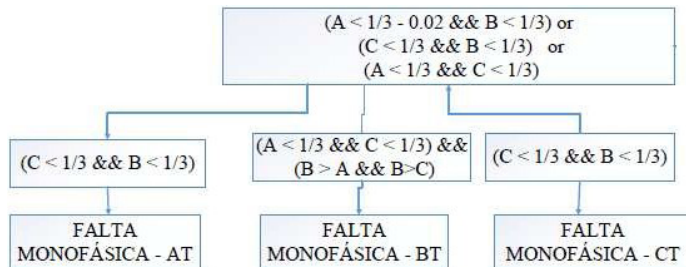 (A < 1/3 - 0.02 && B < 1/3) or
(C < 1/3 && B < 1/3) or
(A < 1/3 && C < 1/3)
(C < 1/3 && B < 1/3)
(A < 1/3 && C < 1/3) &&
(B > A && B>C)
(C < 1/3 && B < 1/3)
FALTA
MONOFÁSICA - AT
FALTA
MONOFÁSICA - BT
FALTA
MONOFÁSICA - CT